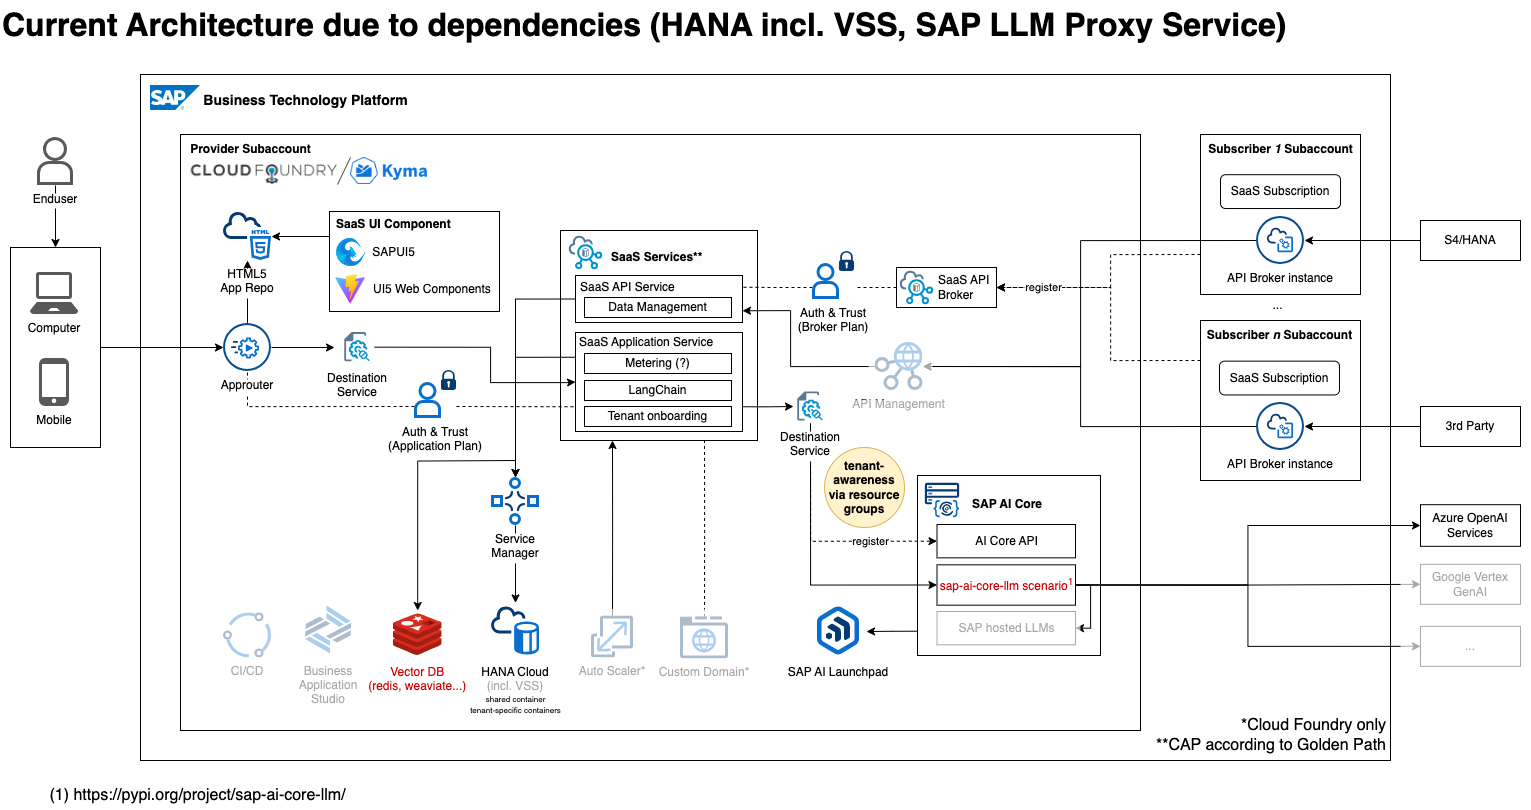 Current Architecture due to dependencies (HANA incl. VSS, SAP LLM Proxy Service)
SAP
Business Technology Platform
Provider Subaccount
CLOUD FOUNDRY
Kyma
Enduser
Computer
Mobile
HTML
5
HTML5
App Repo
SaaS UI Component
SAPUI5
UI5 Web Components
Approuter
Destination
Service
Auth & Trust
(Application Plan)
SaaS Services**
SaaS API Service
Data Management
SaaS Application Service
Metering (?)
LangChain
Tenant onboarding
Auth & Trust
(Broker Plan)
SaaS API
Broker
register
API Management
Destination
Service
tenant-
awareness
via resource
groups
register
SAP AI Core
AI Core API
sap-ai-core-llm scenario1
SAP hosted LLMs
SAP AI Launchpad
Service
Manager
CI/CD
Business
Application
Studio
Vector DB
(redis, weaviate...)
HANA Cloud
(incl. VSS)
shared container
tenant-specific containers
Auto Scaler*
Custom Domain*
Subscriber 1 Subaccount
SaaS Subscription
API Broker instance
...
Subscriber n Subaccount
SaaS Subscription
API Broker instance
S4/HANA
3rd Party
Azure OpenAI
Services
Google Vertex
GenAI
...
*Cloud Foundry only
**CAP according to Golden Path
(1) https://pypi.org/project/sap-ai-core-llm/